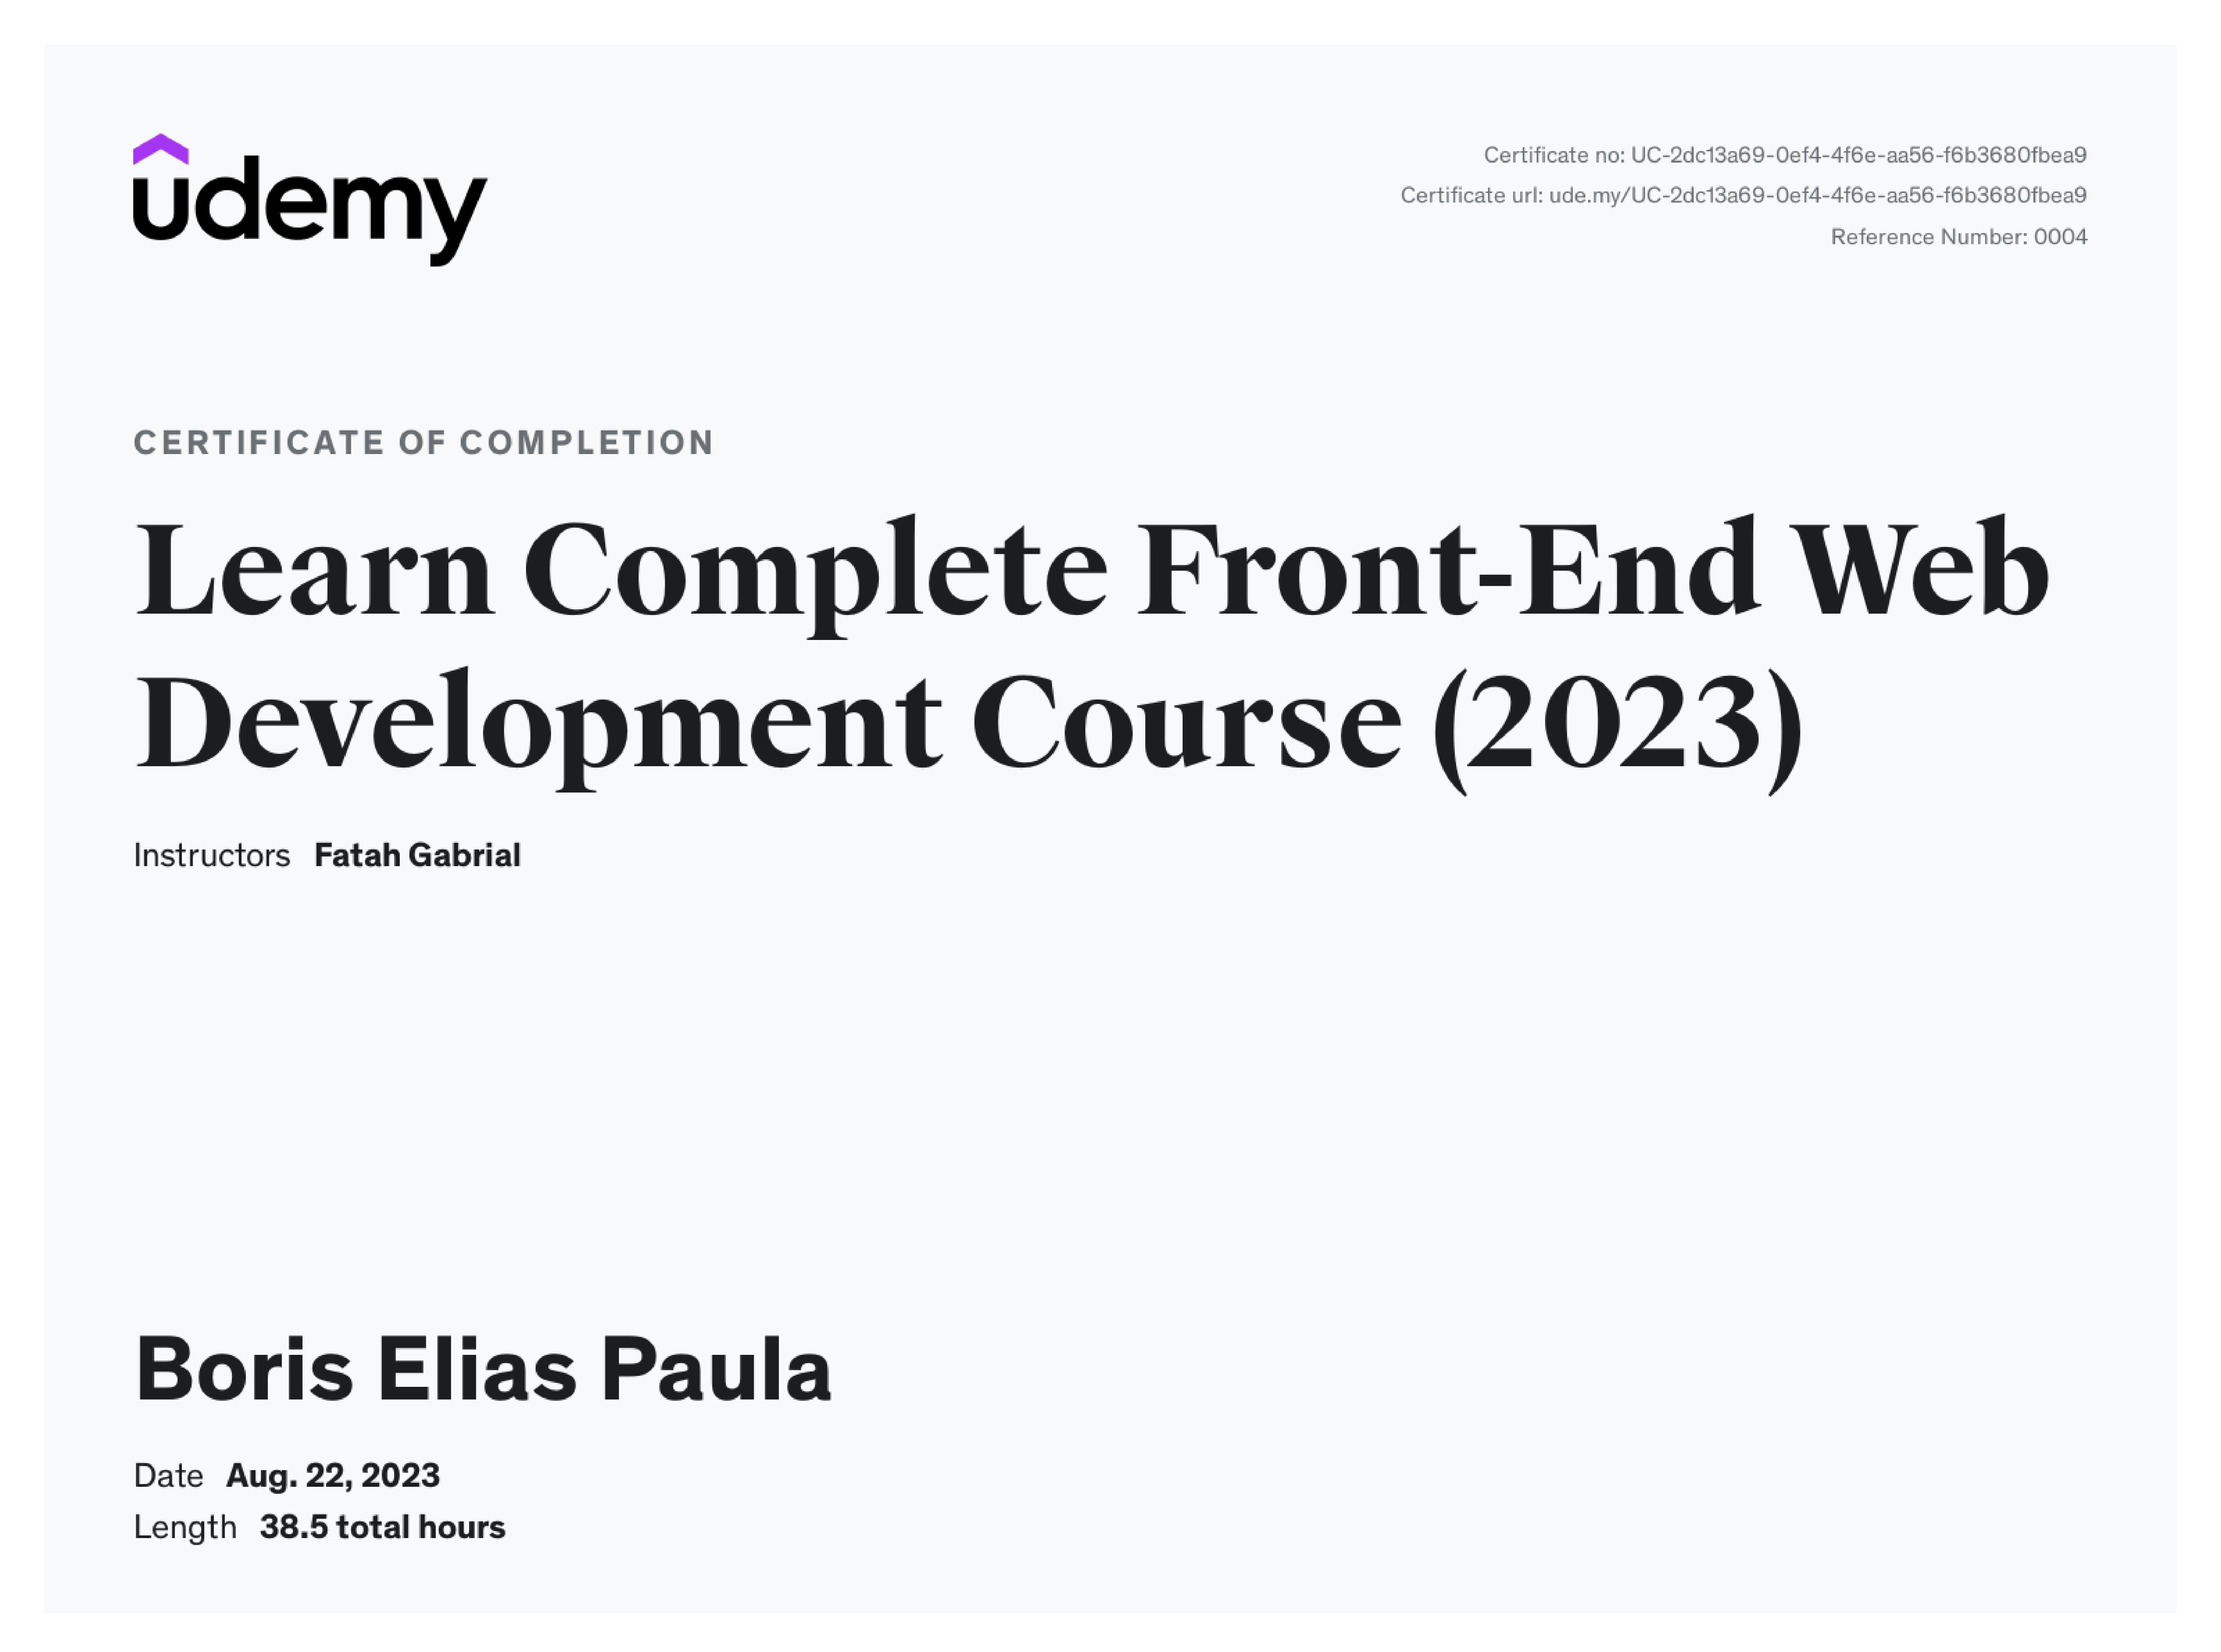 udemy
Certificate no: UC-2dc13a69-0ef4-4f6e-aa56-f6b3680fbea9
Certificate url: ude.my/UC-2dc13a69-0ef4-4f6e-aa56-f6b3680fbea9
Reference Number: 0004
CERTIFICATE OF COMPLETION
Learn Complete Front-End Web
Development Course (2023)
Instructors Fatah Gabrial
Boris Elias Paula
Date Aug. 22, 2023
Length 38.5 total hours